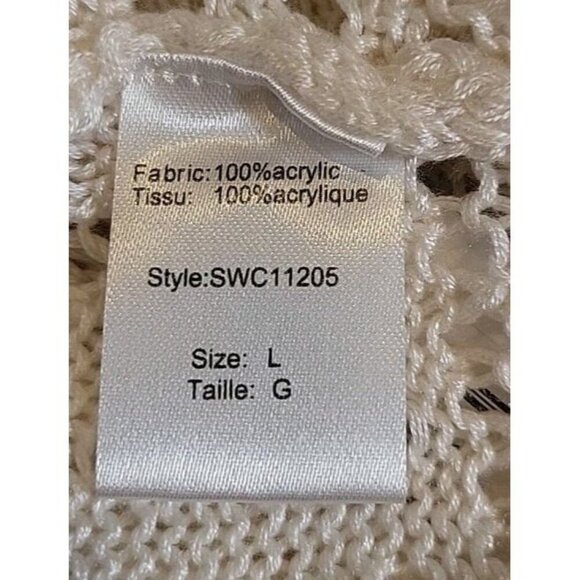 Fabric:100%acrylic
Tissu: 100%acrylique
Style:SWC11205
Size: L
Taille: G